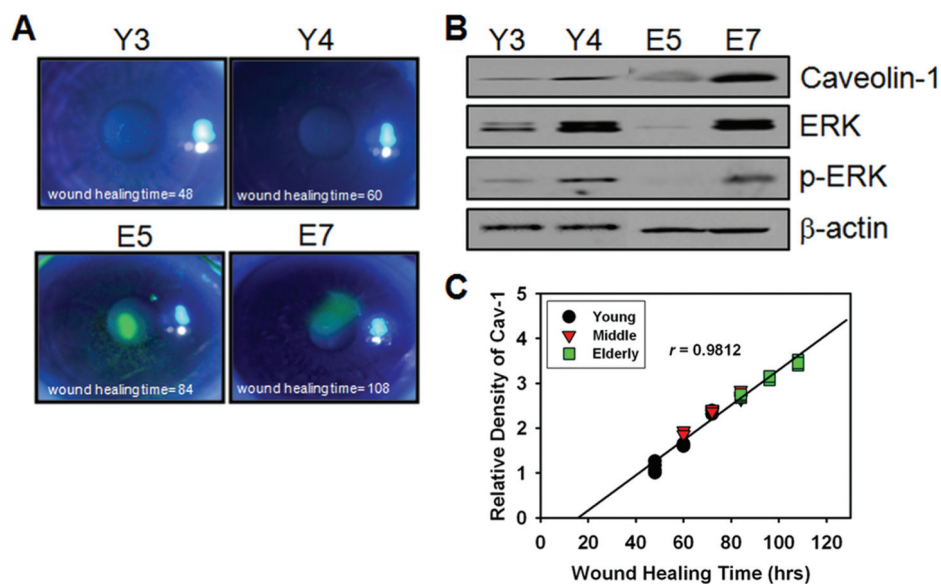 A
Y3 Y4
wound healing time= 48
wound healing time= 60
E5 E7
wound healing time= 84
wound healing time= 108
B
Y3 Y4 E5 E7
Caveolin-1
ERK
p-ERK
β-actin
C
Relative Density of Cav-1
5
4
3
2
1
0
Young
Middle
Elderly
r = 0.9812
0 20 40 60 80 100 120
Wound Healing Time (hrs)